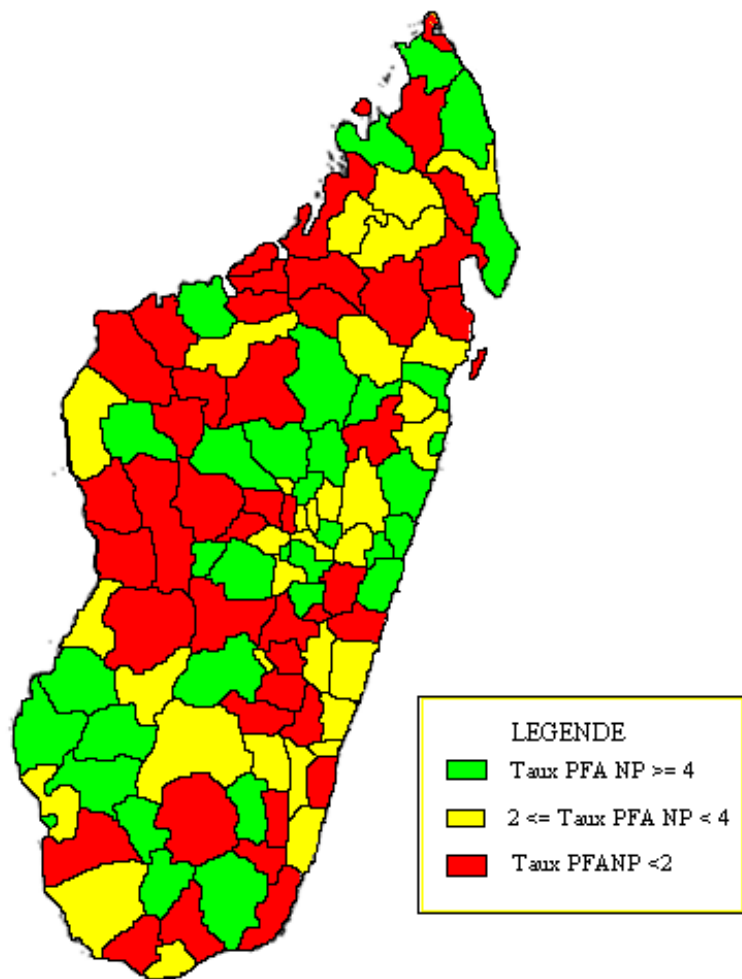 LEGENDE
Taux PFA NP >= 4
2 <= Taux PFA NP < 4
Taux PFANP <2